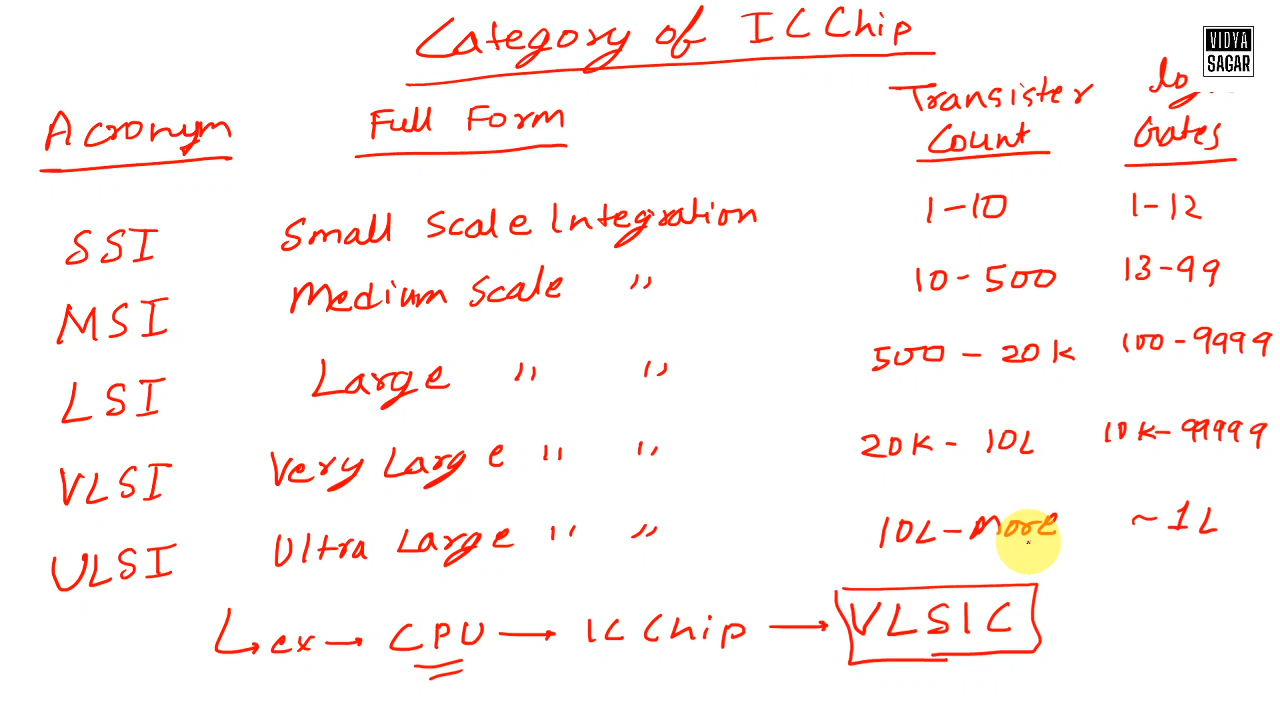 Category of IC Chip
VIDYA
SAGAR
Acronym Full Form Transister Count Gates
SSI Small Scale Integration 1-10 1-12
MSI Medium Scale " 10-500 13-99
LSI Large " " 500-20K 100-9999
VLSI Very Large " " 20K-10L 10K-99999
ULSI Ultra Large " " 10L-More ~1L
ex → CPU → IC Chip → VLSIC